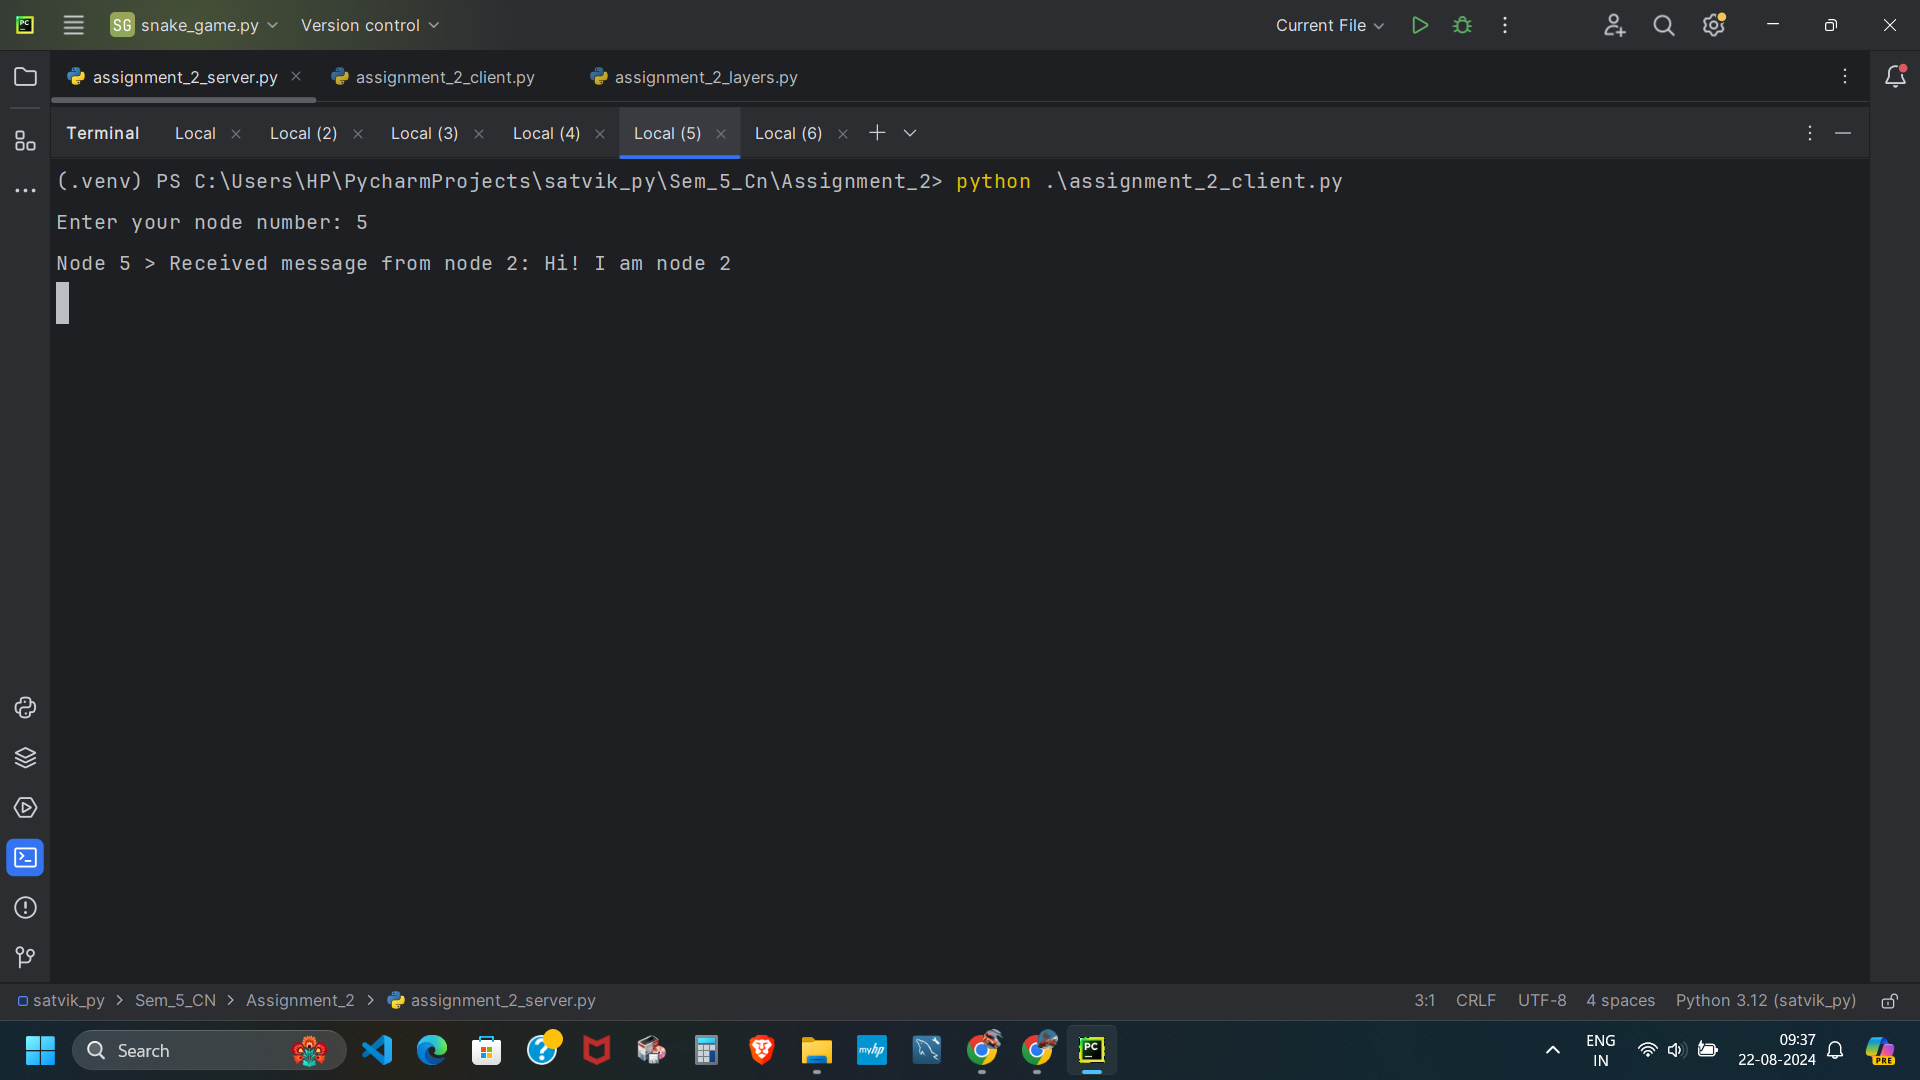 SG snake_game.py Version control Current File
assignment_2_server.py assignment_2_client.py assignment_2_layers.py
Terminal Local Local (2) Local (3) Local (4) Local (5) Local (6)
(.venv) PS C:\Users\HP\PycharmProjects\satvik_py\Sem_5_Cn\Assignment_2> python .\assignment_2_client.py
Enter your node number: 5
Node 5 > Received message from node 2: Hi! I am node 2
satvik_py > Sem_5_CN > Assignment_2 > assignment_2_server.py 3:1 CRLF UTF-8 4 spaces Python 3.12 (satvik_py)
Search myhp PC ENG 09:37
IN 22-08-2024 PRE